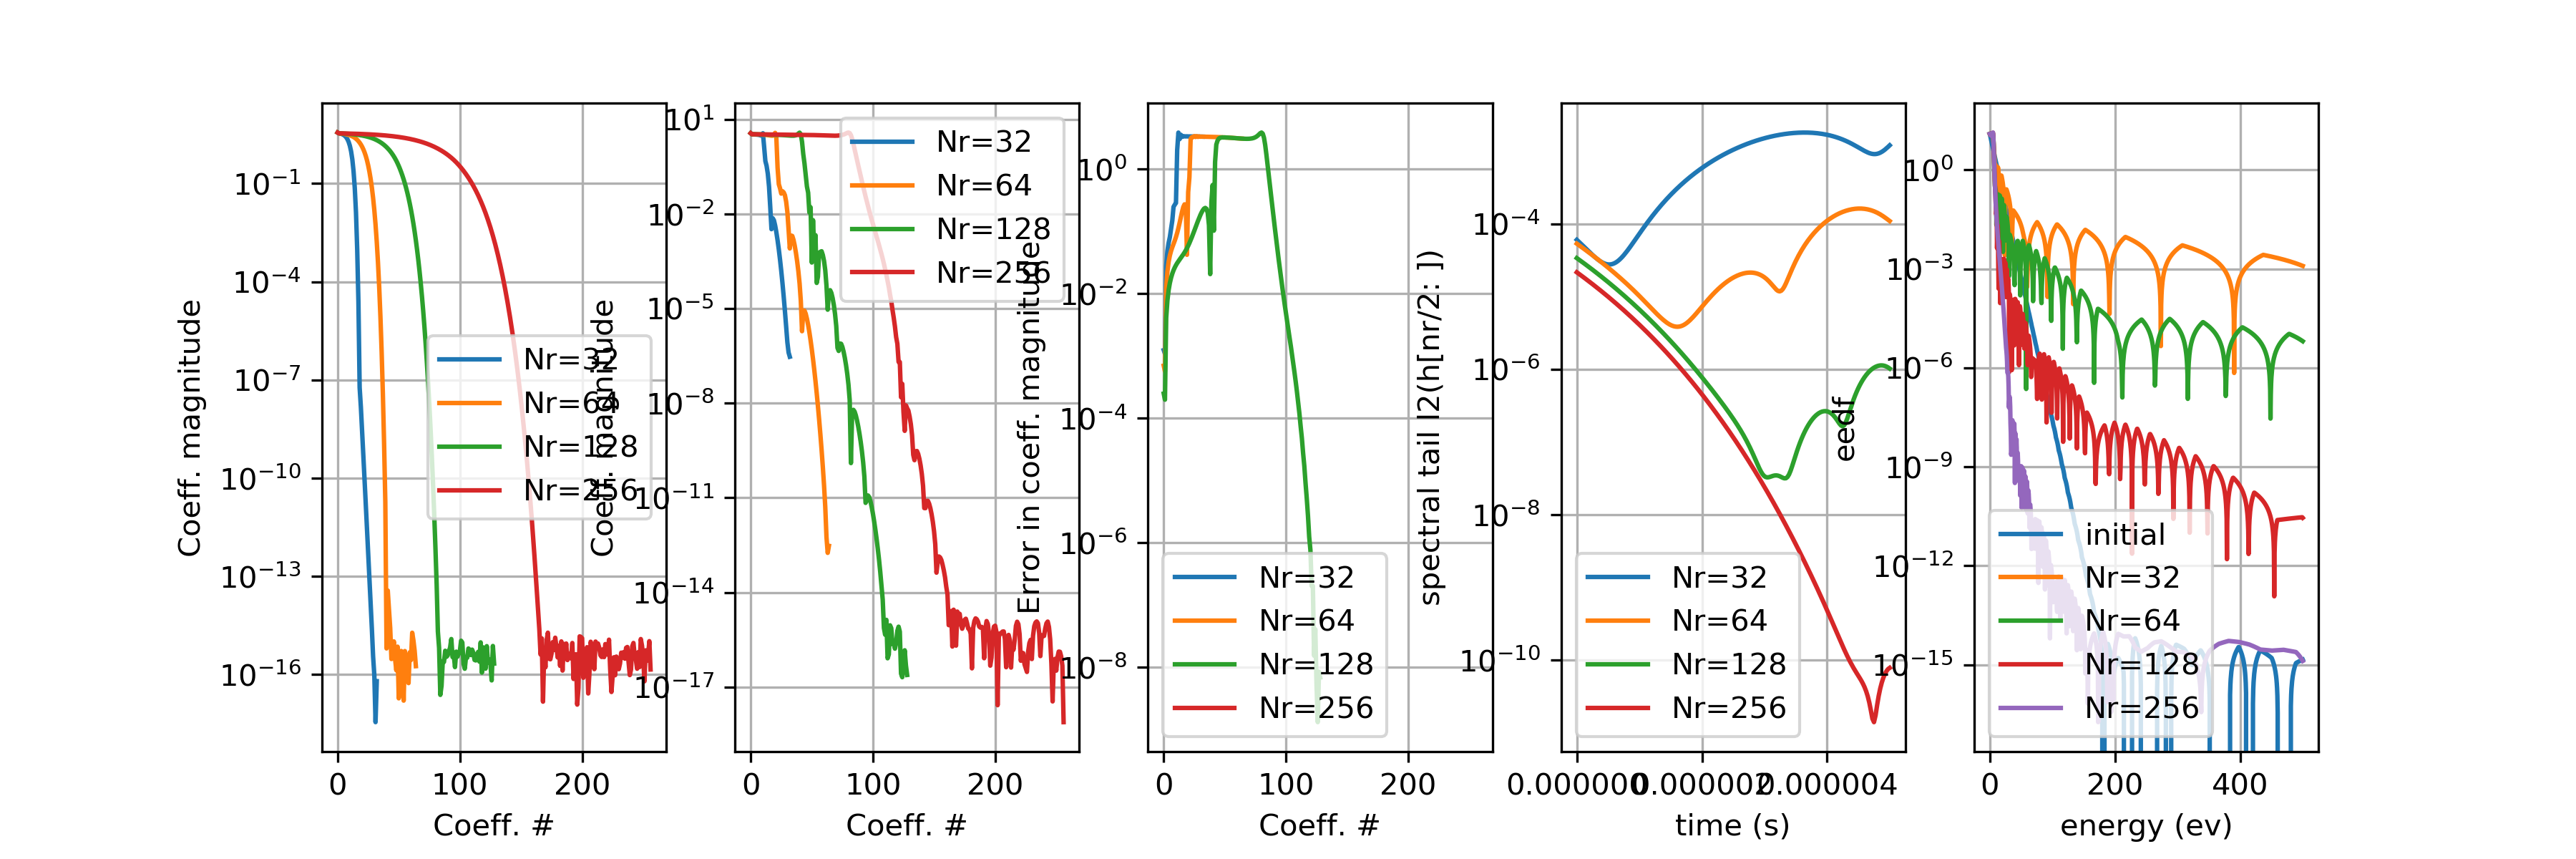 Coeff. magnitude
10^-1
10^-4
10^-7
10^-10
10^-13
10^-16
0
100
200
Coeff. #
Nr=32
Nr=64
Nr=128
Nr=256
Coeff. magnitude
10^1
10^-2
10^-5
10^-8
10^-11
10^-14
10^-17
0
100
200
Coeff. #
Nr=32
Nr=64
Nr=128
Nr=256
Error in coeff. magnitude
10^0
10^-2
10^-4
10^-6
10^-8
0
100
200
Coeff. #
Nr=32
Nr=64
Nr=128
Nr=256
spectral tail l2(h[nr/2: ])
10^-4
10^-6
10^-8
10^-10
0.000000
0.000002
0.000004
time (s)
Nr=32
Nr=64
Nr=128
Nr=256
eedf
10^0
10^-3
10^-6
10^-9
10^-12
10^-15
0
200
400
energy (ev)
initial
Nr=32
Nr=64
Nr=128
Nr=256